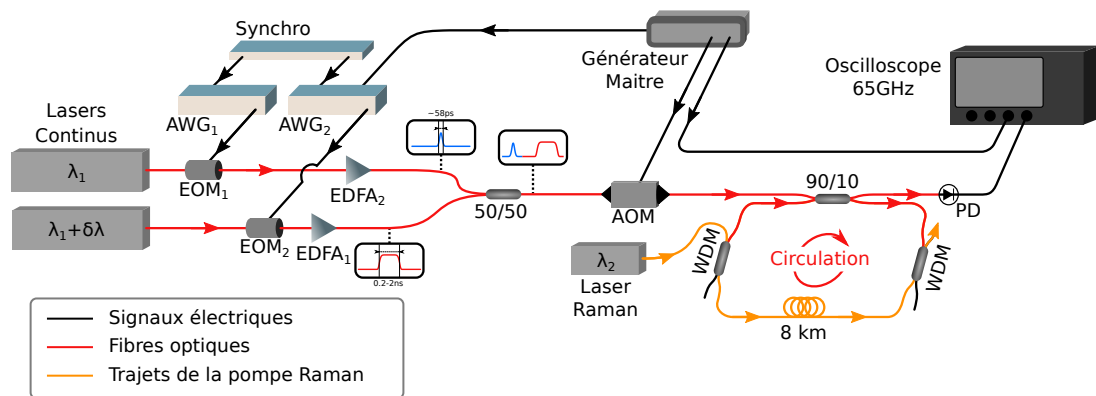 Synchro
Générateur
Maitre
Oscilloscope
65GHz
Lasers
Continus
AWG₁
AWG₂
~58ps
λ₁
EOM₁
EDFA₂
50/50
AOM
90/10
PD
λ₁+δλ
EOM₂
EDFA₁
0.2-2ns
λ₂
Laser
Raman
WDM
Circulation
WDM
8 km
Signaux électriques
Fibres optiques
Trajets de la pompe Raman